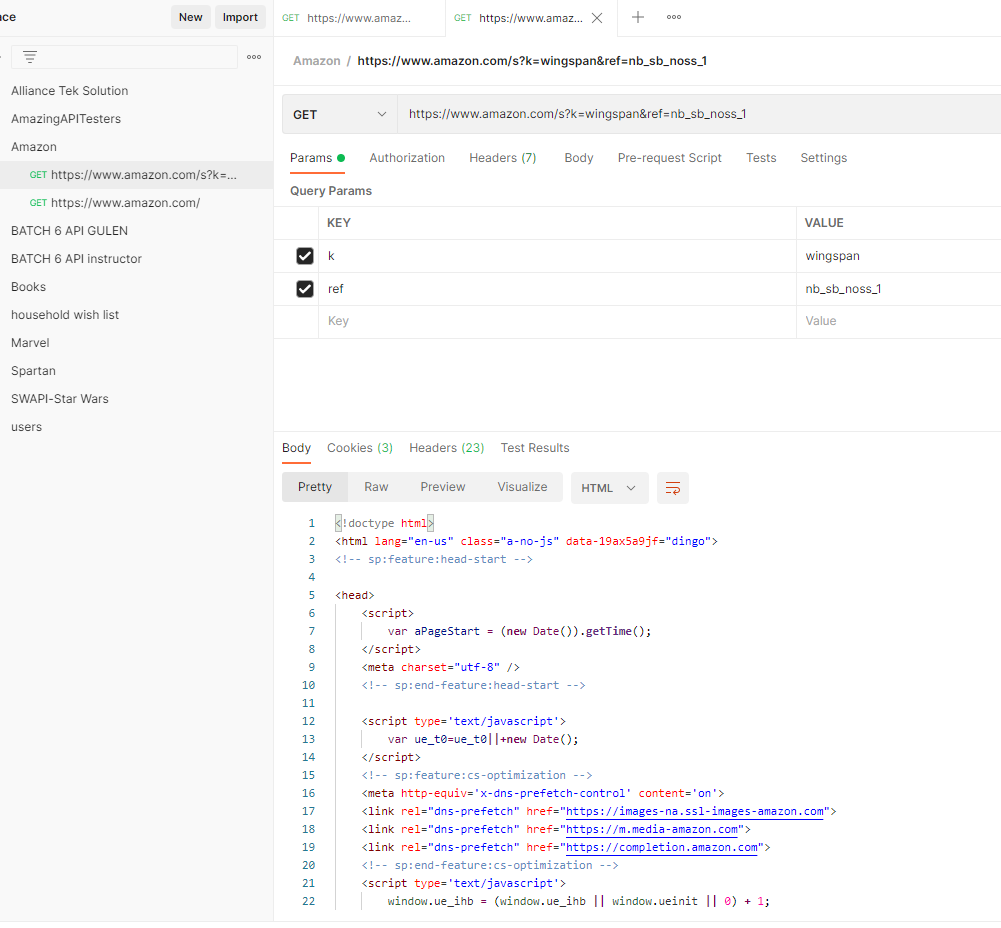 ce New Import GET https://www.amaz... GET https://www.amaz...
Amazon / https://www.amazon.com/s?k=wingspan&ref=nb_sb_noss_1
Alliance Tek Solution
AmazingAPITesters
Amazon
GET https://www.amazon.com/s?k=...
GET https://www.amazon.com/
BATCH 6 API GULEN
BATCH 6 API instructor
Books
household wish list
Marvel
Spartan
SWAPI-Star Wars
users
GET https://www.amazon.com/s?k=wingspan&ref=nb_sb_noss_1
Params Authorization Headers (7) Body Pre-request Script Tests Settings
Query Params
KEY VALUE
k wingspan
ref nb_sb_noss_1
Key Value
Body Cookies (3) Headers (23) Test Results
Pretty Raw Preview Visualize HTML
1 <!doctype html>
2 <html lang="en-us" class="a-no-js" data-19ax5a9jf="dingo">
3 <!-- sp:feature:head-start -->
4
5 <head>
6 <script>
7 var aPageStart = (new Date()).getTime();
8 </script>
9 <meta charset="utf-8" />
10 <!-- sp:end-feature:head-start -->
11
12 <script type='text/javascript'>
13 var ue_t0=ue_t0||+new Date();
14 </script>
15 <!-- sp:feature:cs-optimization -->
16 <meta http-equiv='x-dns-prefetch-control' content='on'>
17 <link rel="dns-prefetch" href="https://images-na.ssl-images-amazon.com">
18 <link rel="dns-prefetch" href="https://m.media-amazon.com">
19 <link rel="dns-prefetch" href="https://completion.amazon.com">
20 <!-- sp:end-feature:cs-optimization -->
21 <script type='text/javascript'>
22 window.ue_ihb = (window.ue_ihb || window.ueinit || 0) + 1;